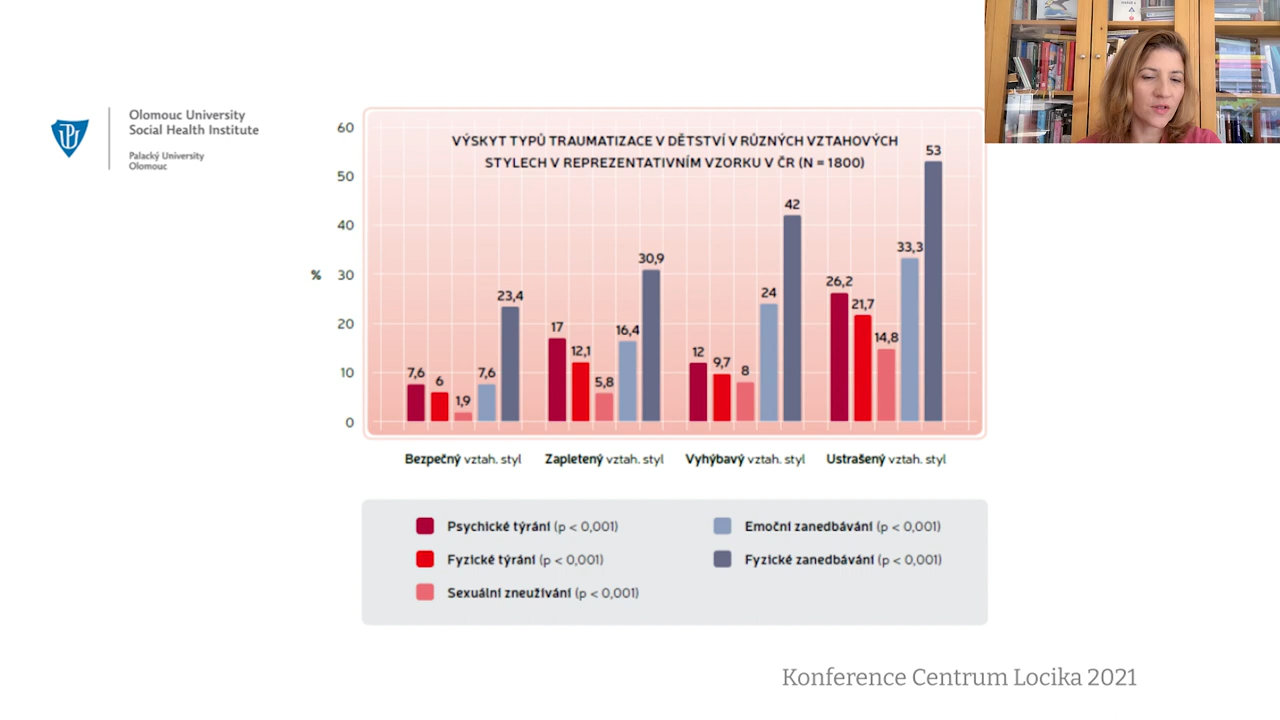 Olomouc University
Social Health Institute
Palacký University
Olomouc
VÝSKYT TYPŮ TRAUMATIZACE V DĚTSTVÍ V RŮZNÝCH VZTAHOVÝCH
STYLECH V REPREZENTATIVNÍM VZORKU V ČR (N = 1800)
%
60
50
40
30
20
10
0
7,6
6
1,9
7,6
23,4
17
12,1
5,8
16,4
30,9
12
9,7
8
24
42
26,2
21,7
14,8
33,3
53
Bezpečný vztah. styl
Zapletený vztah. styl
Vyhýbavý vztah. styl
Ustrašený vztah. styl
Psychické týrání (p < 0,001)
Fyzické týrání (p < 0,001)
Sexuální zneužívání (p < 0,001)
Emoční zanedbávání (p < 0,001)
Fyzické zanedbávání (p < 0,001)
Konference Centrum Locika 2021